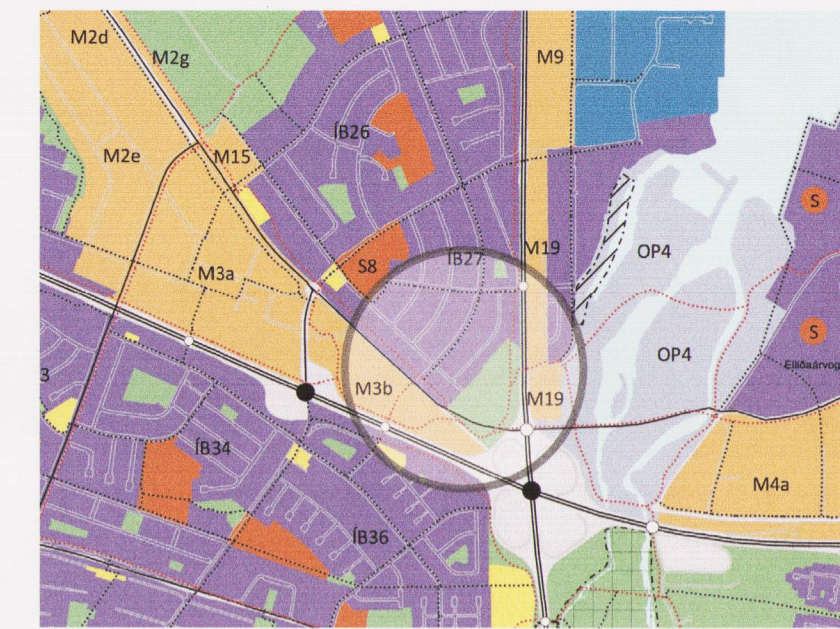 M2d
M2g
M9
M2e
M15
ÍB26
S
M3a
S8
ÍB27
M19
OP4
S
OP4
Elliðaárvog
3
M3b
M19
ÍB34
M4a
ÍB36